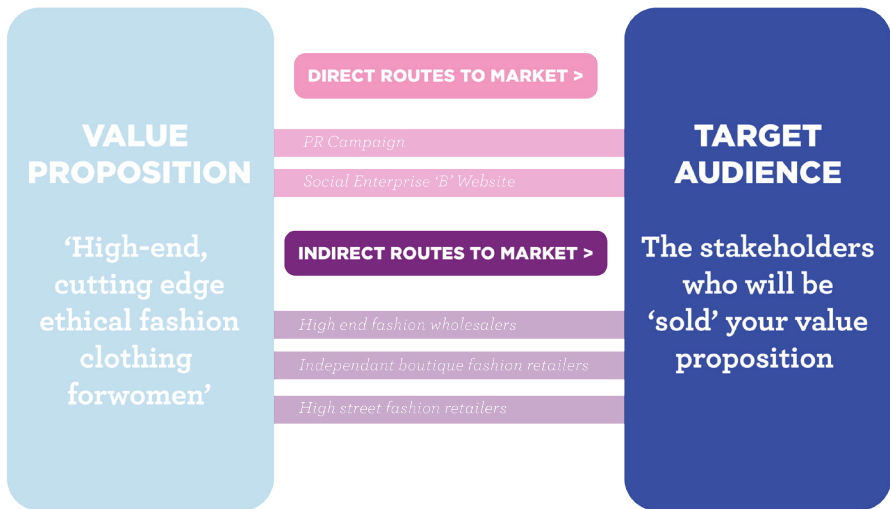 VALUE
PROPOSITION
‘High-end,
cutting edge
ethical fashion
clothing
forwomen’
DIRECT ROUTES TO MARKET >
PR Campaign
Social Enterprise ‘B’ Website
INDIRECT ROUTES TO MARKET >
High end fashion wholesalers
Independant boutique fashion retailers
High street fashion retailers
TARGET
AUDIENCE
The stakeholders
who will be
‘sold’ your value
proposition